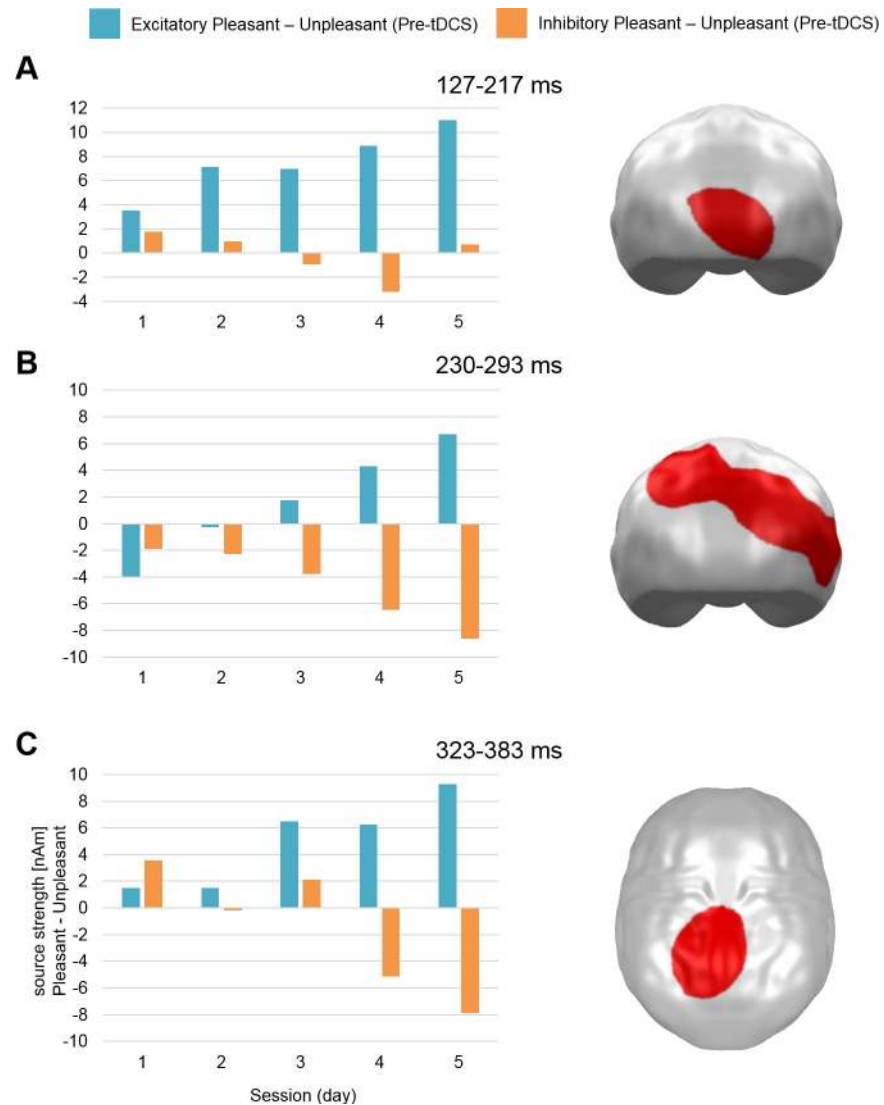 Excitatory Pleasant – Unpleasant (Pre-tDCS) Inhibitory Pleasant – Unpleasant (Pre-tDCS)
A
127-217 ms
12
10
8
6
4
2
0
-2
-4
1 2 3 4 5
B
230-293 ms
10
8
6
4
2
0
-2
-4
-6
-8
-10
1 2 3 4 5
C
323-383 ms
source strength [nAm]
Pleasant - Unpleasant
10
8
6
4
2
0
-2
-4
-6
-8
-10
1 2 3 4 5
Session (day)